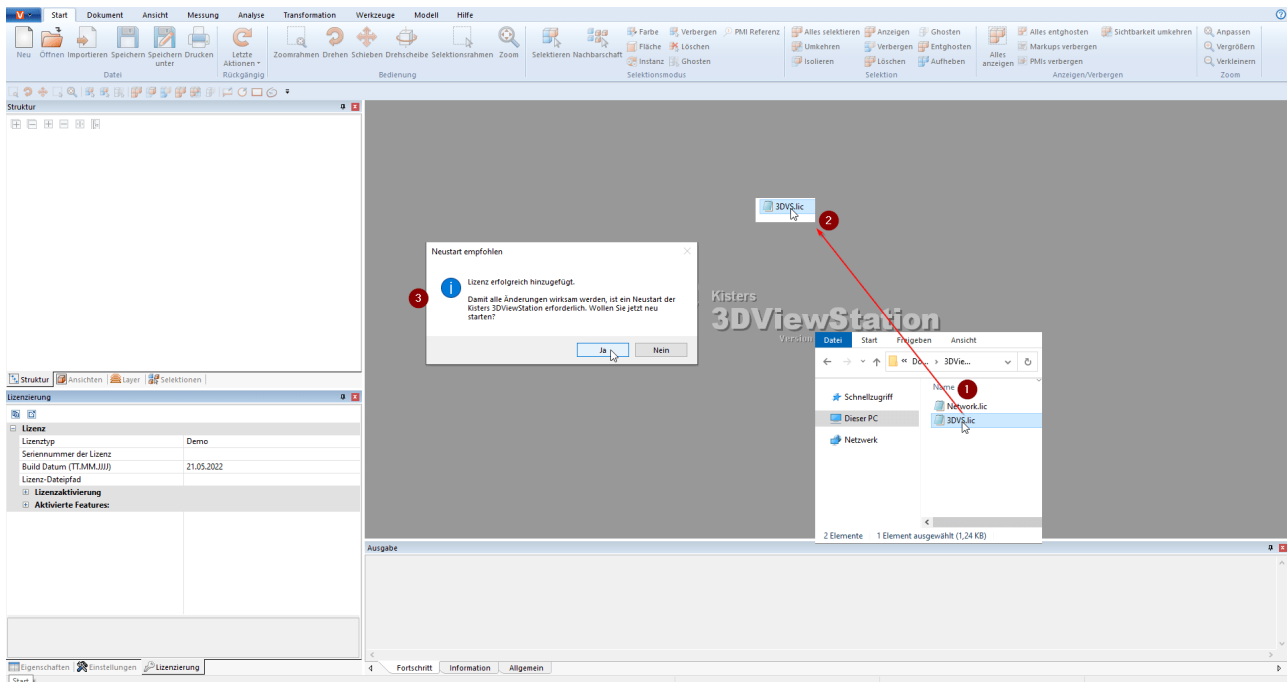 V
Start Dokument Ansicht Messung Analyse Transformation Werkzeuge Modell Hilfe
Neu Öffnen Importieren Speichern Speichern unter Drucken
Datei
Letzte Aktionen
Rückgängig
Zoomrahmen Drehen Schieben Drehscheibe Selektionsrahmen Zoom
Bedienung
Selektieren Nachbarschaft
Farbe Verbergen PMI Referenz
Fläche Löschen
Instanz Ghosten
Selektionsmodus
Alles selektieren Anzeigen Ghosten
Umkehren Verbergen Entghosten
Isolieren Löschen Aufheben
Selektion
Alles anzeigen
Alles entghosten Sichtbarkeit umkehren
Markups verbergen
PMIs verbergen
Anzeigen/Verbergen
Anpassen
Vergrößern
Verkleinern
Zoom
Struktur
3DVS.lic
2
Neustart empfohlen
Lizenz erfolgreich hinzugefügt.
3
Damit alle Änderungen wirksam werden, ist ein Neustart der
Kisters 3DViewStation erforderlich. Wollen Sie jetzt neu
starten?
Ja Nein
Kisters
3DViewStation
Version
Datei Start Freigeben Ansicht
« Do... › 3DVie...
Name
1
Schnellzugriff
Network.lic
Dieser PC
3DVS.lic
Netzwerk
2 Elemente 1 Element ausgewählt (1,24 KB)
Struktur Ansichten Layer Selektionen
Lizenzierung
Lizenz
Lizenztyp Demo
Seriennummer der Lizenz
Build Datum (TT.MM.JJJJ) 21.05.2022
Lizenz-Dateipfad
Lizenzaktivierung
Aktivierte Features:
Ausgabe
Eigenschaften Einstellungen Lizenzierung
Fortschritt Information Allgemein
Start